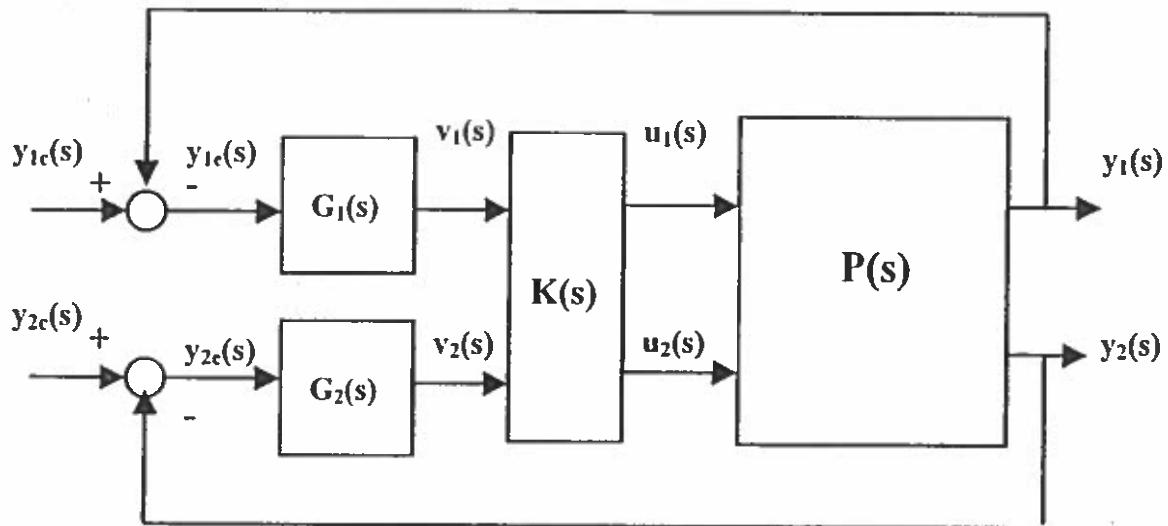 y1c(s)
+
-
y1e(s)
G1(s)
v1(s)
K(s)
u1(s)
P(s)
y1(s)
y2c(s)
+
-
y2e(s)
G2(s)
v2(s)
u2(s)
y2(s)